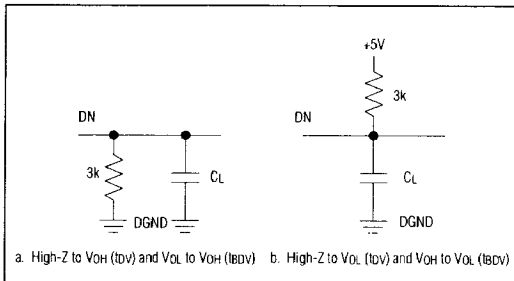 +5V
3k
DN
DN
3k
CL
CL
DGND
DGND
a. High-Z to VOH (tDV) and VOL to VOH (tBDV)
b. High-Z to VOL (tDV) and VOH to VOL (tBDV)